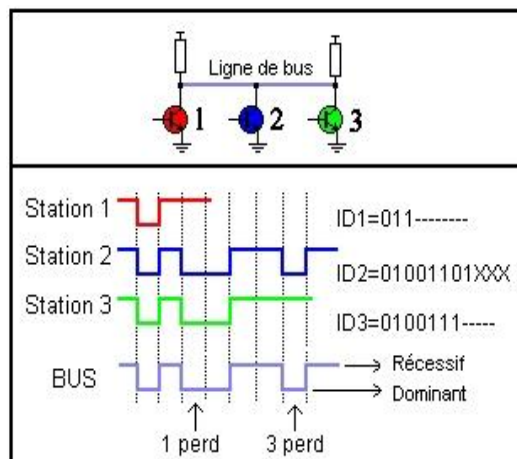 Ligne de bus
1 2 3
Station 1
ID1=011--------
Station 2
ID2=01001101XXX
Station 3
ID3=0100111-----
BUS
Récessif
Dominant
1 perd 3 perd